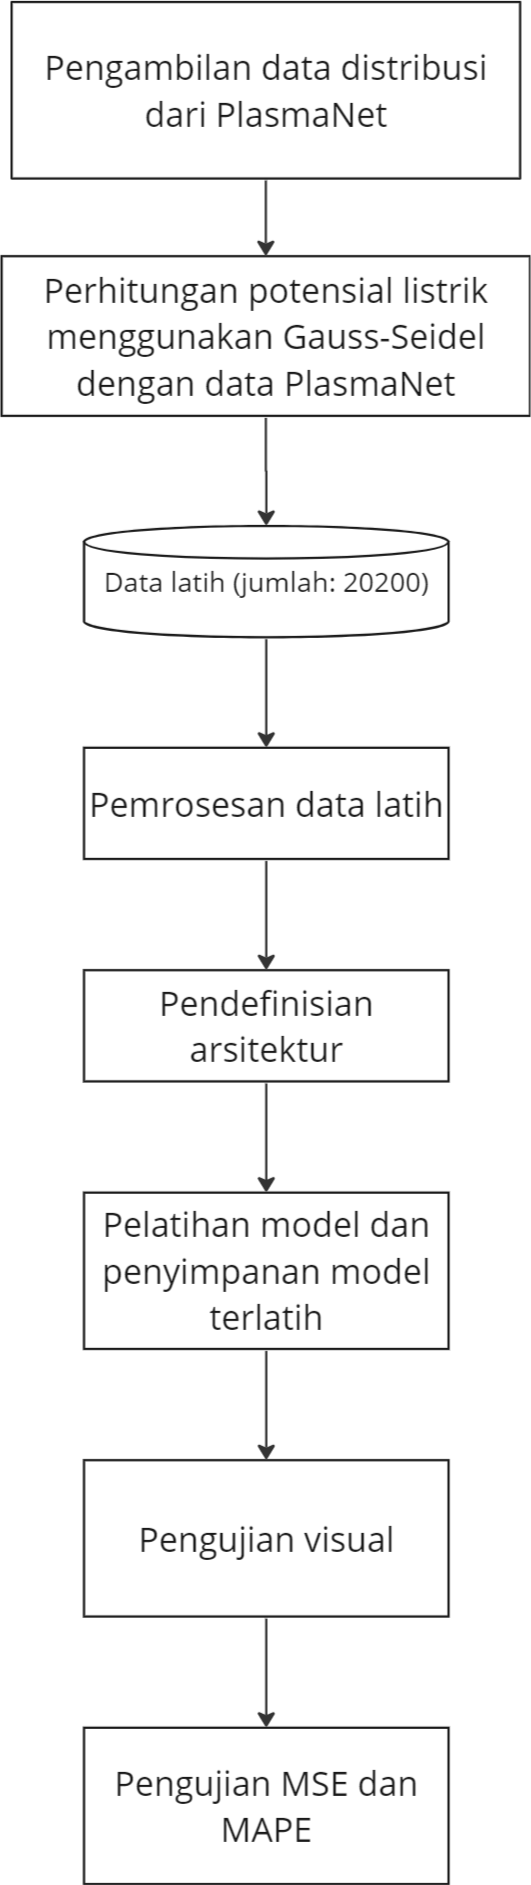 Pengambilan data distribusi
dari PlasmaNet
Perhitungan potensial listrik
menggunakan Gauss-Seidel
dengan data PlasmaNet
Data latih (jumlah: 20200)
Pemrosesan data latih
Pendefinisian
arsitektur
Pelatihan model dan
penyimpanan model
terlatih
Pengujian visual
Pengujian MSE dan
MAPE